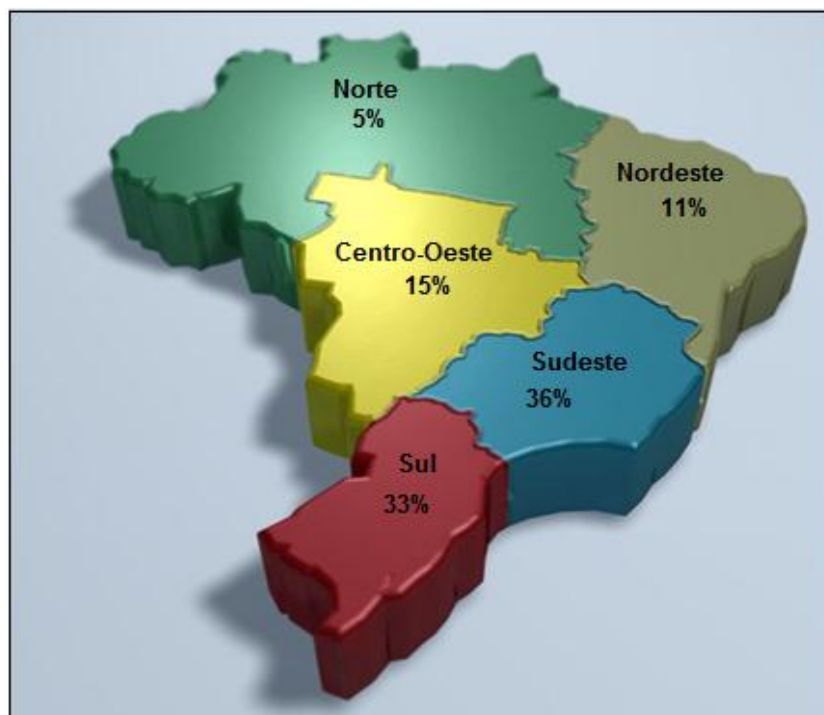 Norte
5%
Nordeste
11%
Centro-Oeste
15%
Sudeste
36%
Sul
33%